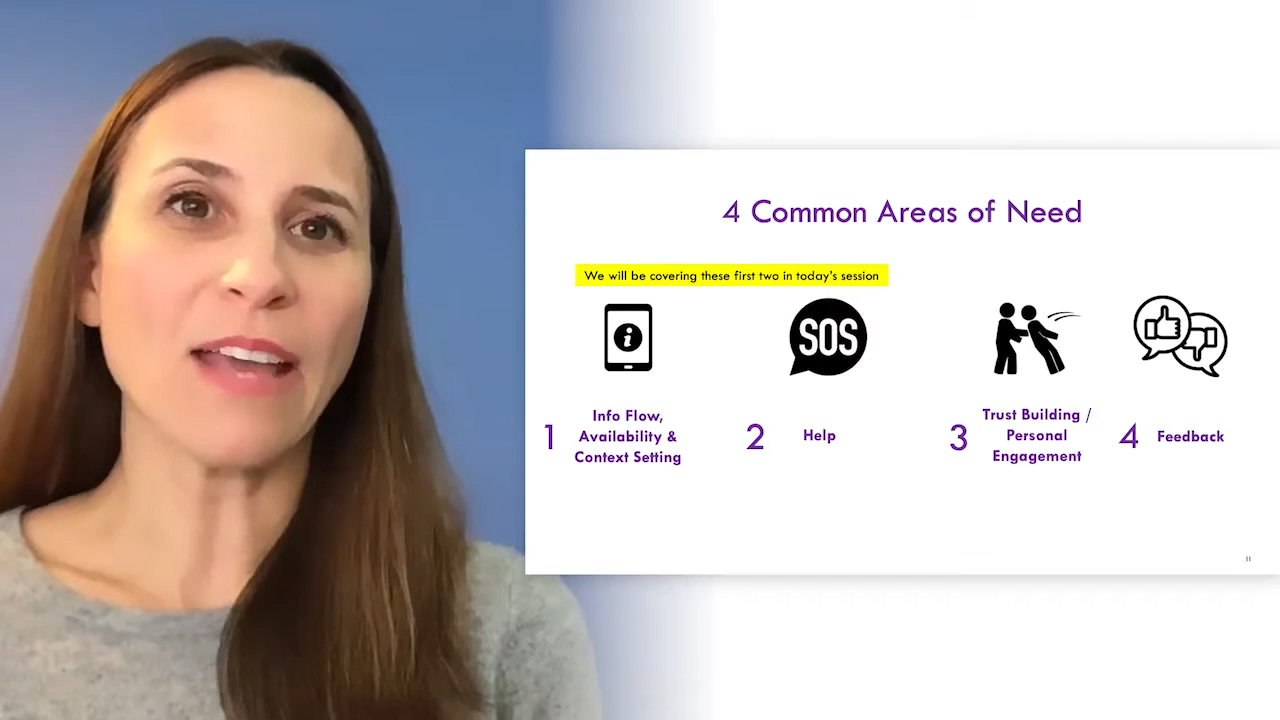 4 Common Areas of Need
We will be covering these first two in today's session
SOS
1
Info Flow,
Availability &
Context Setting
2
Help
3
Trust Building /
Personal
Engagement
4
Feedback
11